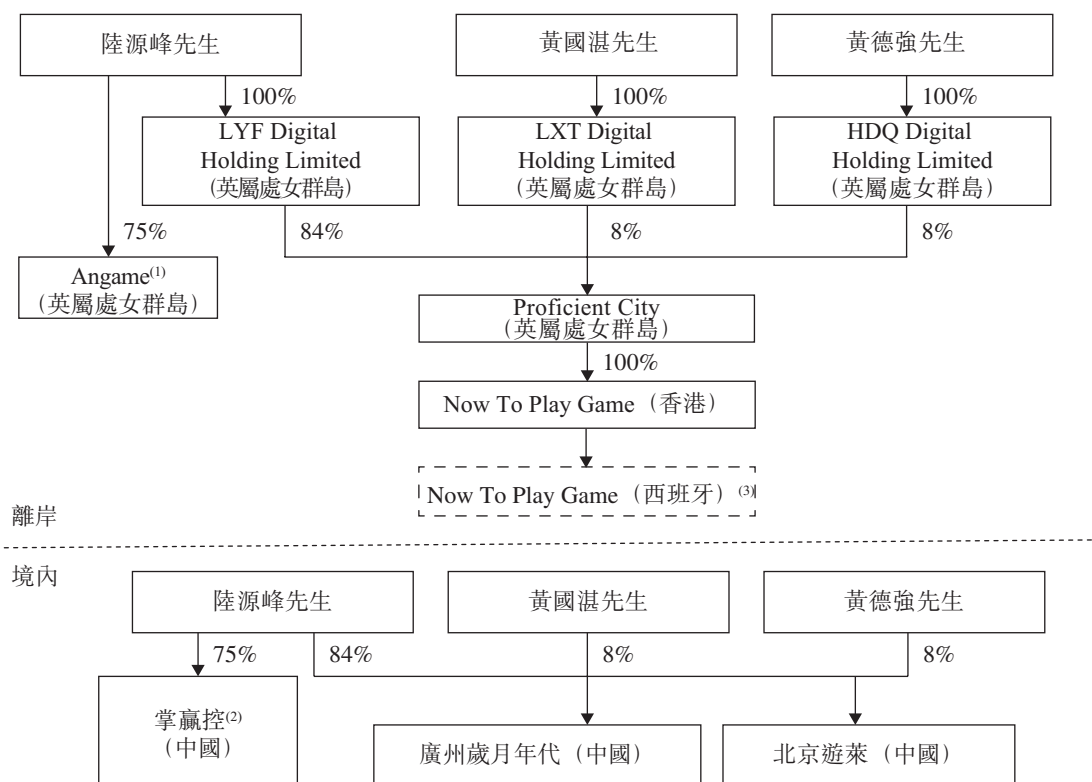 陸源峰先生
黃國湛先生
黃德強先生
100%
100%
100%
LYF Digital
Holding Limited
(英屬處女群島)
LXT Digital
Holding Limited
(英屬處女群島)
HDQ Digital
Holding Limited
(英屬處女群島)
75%
84%
8%
8%
Angame(1)
(英屬處女群島)
Proficient City
(英屬處女群島)
100%
Now To Play Game (香港)
Now To Play Game (西班牙) (3)
離岸
境內
陸源峰先生
黃國湛先生
黃德強先生
75%
84%
8%
8%
掌贏控(2)
(中國)
廣州歲月年代 (中國)
北京遊萊 (中國)